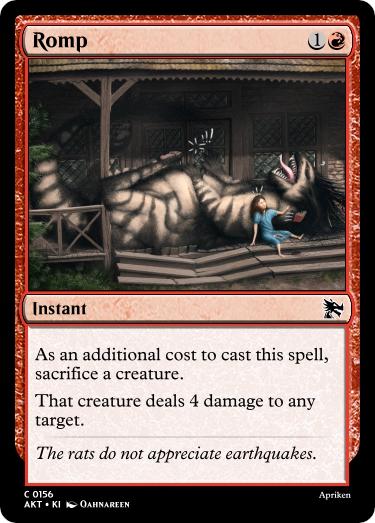 Romp 1
Instant
As an additional cost to cast this spell,
sacrifice a creature.
That creature deals 4 damage to any
target.
The rats do not appreciate earthquakes.
C 0156 Apriken
AKT • KI Oahnareen